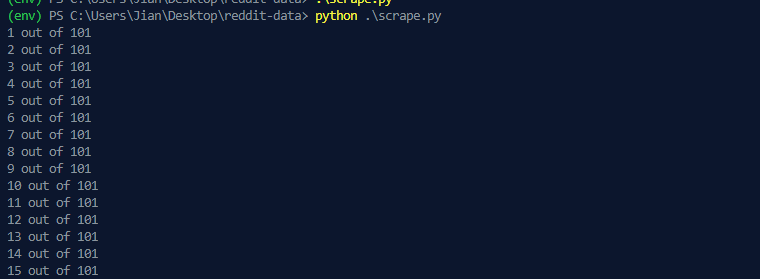 (env) PS C:\Users\Jian\Desktop\reddit-data> .\scrape.py
(env) PS C:\Users\Jian\Desktop\reddit-data> python .\scrape.py
1 out of 101
2 out of 101
3 out of 101
4 out of 101
5 out of 101
6 out of 101
7 out of 101
8 out of 101
9 out of 101
10 out of 101
11 out of 101
12 out of 101
13 out of 101
14 out of 101
15 out of 101